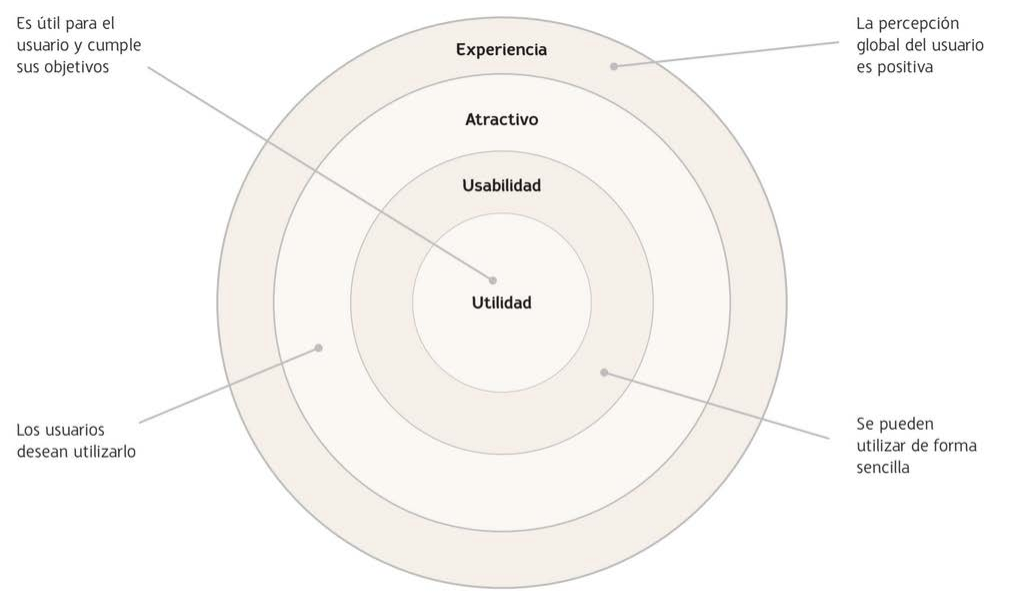 Es útil para el
usuario y cumple
sus objetivos
La percepción
global del usuario
es positiva
Experiencia
Atractivo
Usabilidad
Utilidad
Los usuarios
desean utilizarlo
Se pueden
utilizar de forma
sencilla